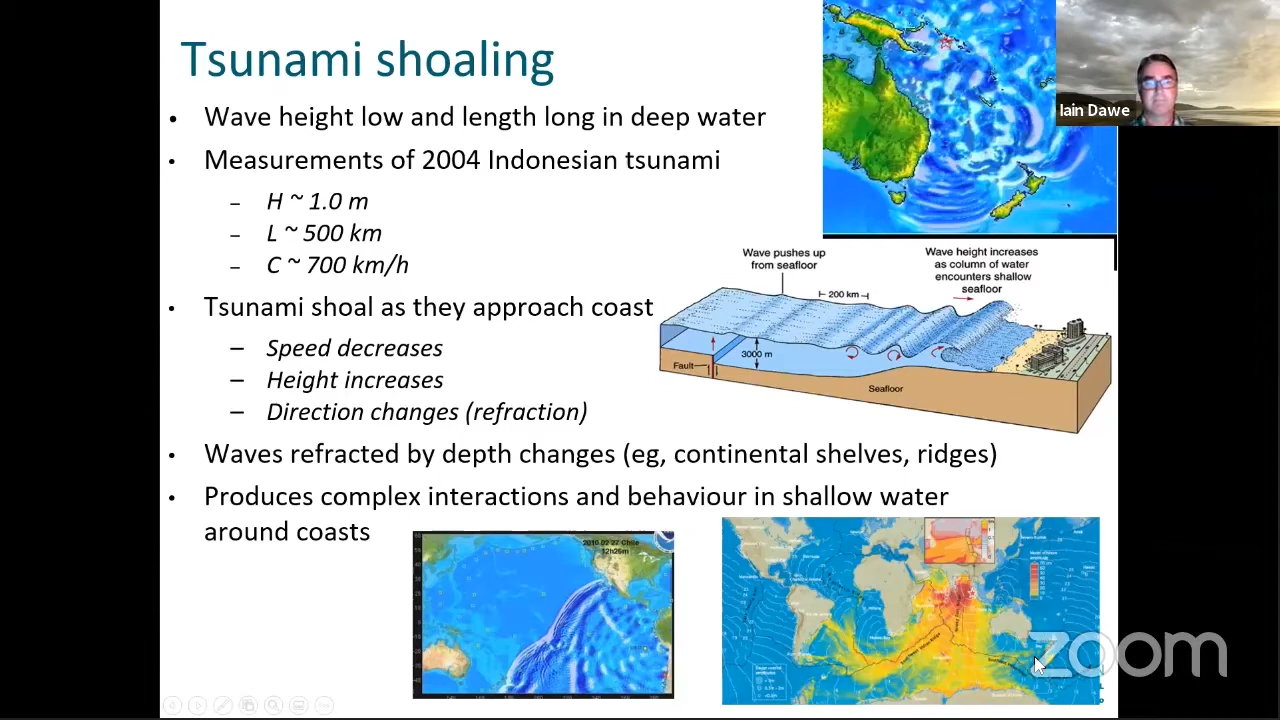 Tsunami shoaling
• Wave height low and length long in deep water
• Measurements of 2004 Indonesian tsunami
– H ~ 1.0 m
– L ~ 500 km
– C ~ 700 km/h
• Tsunami shoal as they approach coast
– Speed decreases
– Height increases
– Direction changes (refraction)
• Waves refracted by depth changes (eg, continental shelves, ridges)
• Produces complex interactions and behaviour in shallow water
around coasts
Iain Dawe
Wave pushes up
from seafloor
Wave height increases
as column of water
encounters shallow
seafloor
200 km
3000 m
Fault
Seafloor
2010 02 27 Chile
zoom